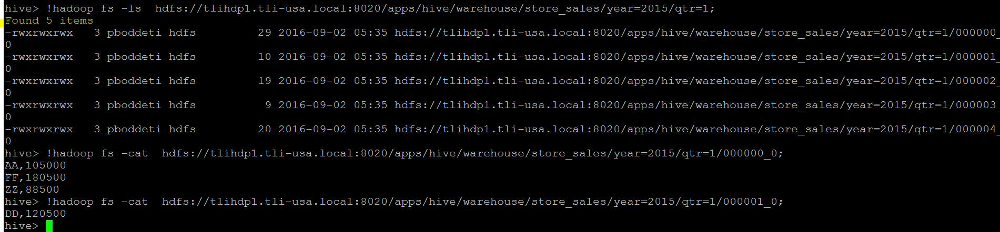 hive> !hadoop fs -ls  hdfs://tlihdp1.tli-usa.local:8020/apps/hive/warehouse/store_sales/year=2015/qtr=1;
Found 5 items
-rwxrwxrwx   3 pboddeti hdfs         29 2016-09-02 05:35 hdfs://tlihdp1.tli-usa.local:8020/apps/hive/warehouse/store_sales/year=2015/qtr=1/000000_
0
-rwxrwxrwx   3 pboddeti hdfs         10 2016-09-02 05:35 hdfs://tlihdp1.tli-usa.local:8020/apps/hive/warehouse/store_sales/year=2015/qtr=1/000001_
0
-rwxrwxrwx   3 pboddeti hdfs         19 2016-09-02 05:35 hdfs://tlihdp1.tli-usa.local:8020/apps/hive/warehouse/store_sales/year=2015/qtr=1/000002_
0
-rwxrwxrwx   3 pboddeti hdfs          9 2016-09-02 05:35 hdfs://tlihdp1.tli-usa.local:8020/apps/hive/warehouse/store_sales/year=2015/qtr=1/000003_
0
-rwxrwxrwx   3 pboddeti hdfs         20 2016-09-02 05:35 hdfs://tlihdp1.tli-usa.local:8020/apps/hive/warehouse/store_sales/year=2015/qtr=1/000004_
0
hive> !hadoop fs -cat  hdfs://tlihdp1.tli-usa.local:8020/apps/hive/warehouse/store_sales/year=2015/qtr=1/000000_0;
AA,105000
FF,180500
ZZ,88500
hive> !hadoop fs -cat  hdfs://tlihdp1.tli-usa.local:8020/apps/hive/warehouse/store_sales/year=2015/qtr=1/000001_0;
DD,120500
hive>